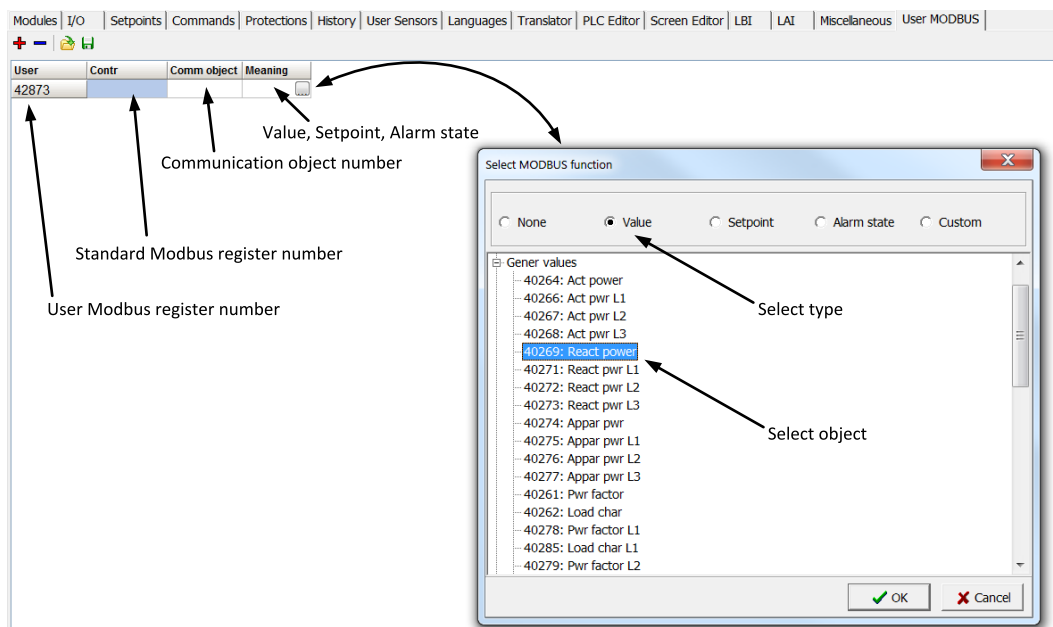 Modules I/O Setpoints Commands Protections History User Sensors Languages Translator PLC Editor Screen Editor LBI LAI Miscellaneous User MODBUS
User Contr Comm object Meaning
42873 ...
Value, Setpoint, Alarm state
Communication object number
Standard Modbus register number
User Modbus register number
Select MODBUS function
None Value Setpoint Alarm state Custom
Gener values
40264: Act power
40266: Act pwr L1
40267: Act pwr L2
40268: Act pwr L3
40269: React power
40271: React pwr L1
40272: React pwr L2
40273: React pwr L3
40274: Appar pwr
40275: Appar pwr L1
40276: Appar pwr L2
40277: Appar pwr L3
40261: Pwr factor
40262: Load char
40278: Pwr factor L1
40285: Load char L1
40279: Pwr factor L2
Select type
Select object
OK Cancel